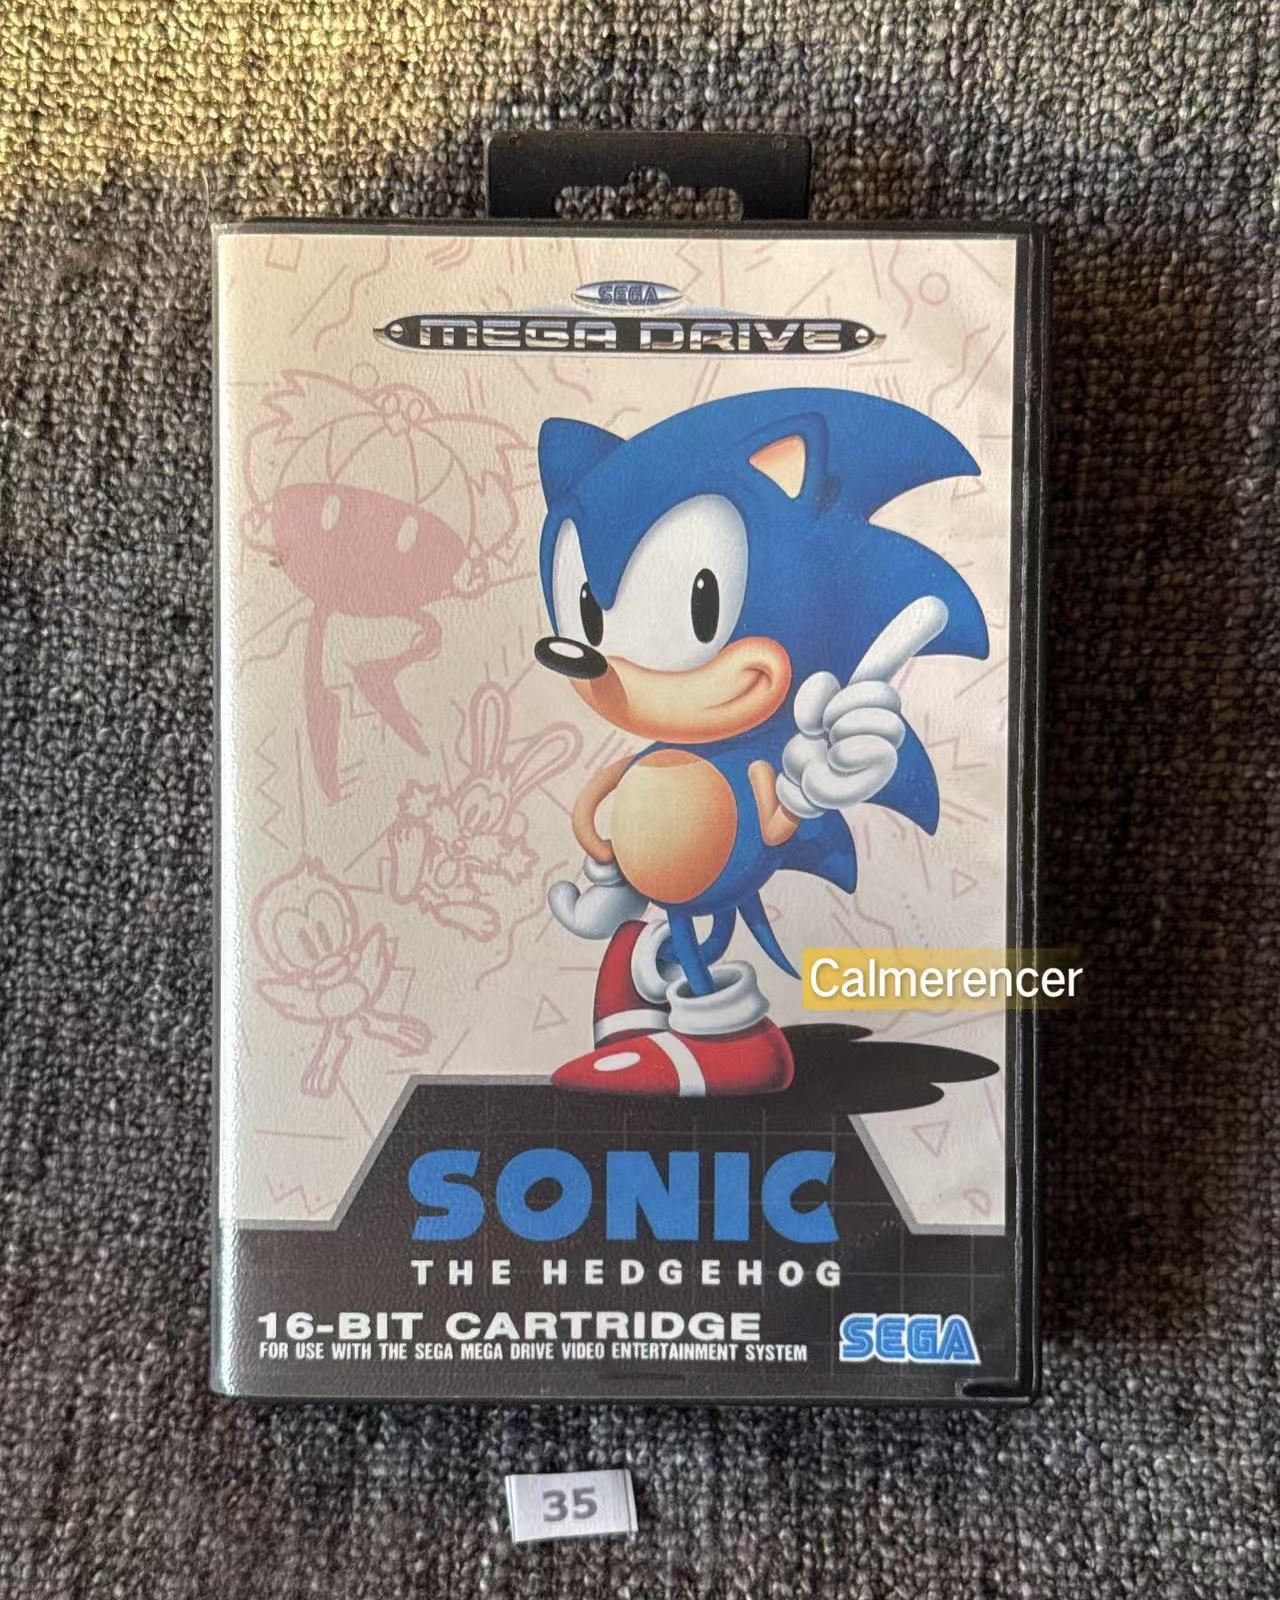 SEGA
MEGA DRIVE
Calmerencer
SONIC
THE HEDGEHOG
16-BIT CARTRIDGE
FOR USE WITH THE SEGA MEGA DRIVE VIDEO ENTERTAINMENT SYSTEM
SEGA
35